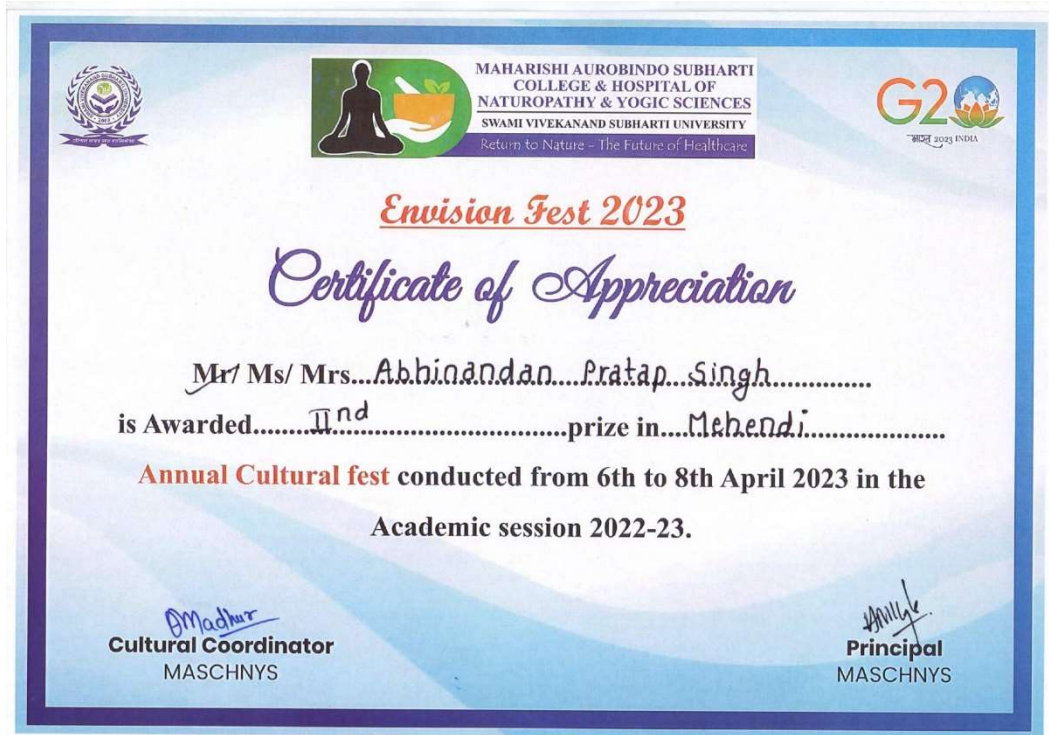 MAHARISHI AUROBINDO SUBHARTI
COLLEGE & HOSPITAL OF
NATUROPATHY & YOGIC SCIENCES
SWAMI VIVEKANAND SUBHARTI UNIVERSITY
Return to Nature - The Future of Healthcare
G20
भारत 2023 INDIA
Envision Fest 2023
Certificate of Appreciation
Mr/ Ms/ Mrs...Abhinandan....Pratap...Singh...............
is Awarded.........IInd..............................................prize in....Mehendi......................
Annual Cultural fest conducted from 6th to 8th April 2023 in the
Academic session 2022-23.
Madhur
Cultural Coordinator
MASCHNYS
Principal
MASCHNYS